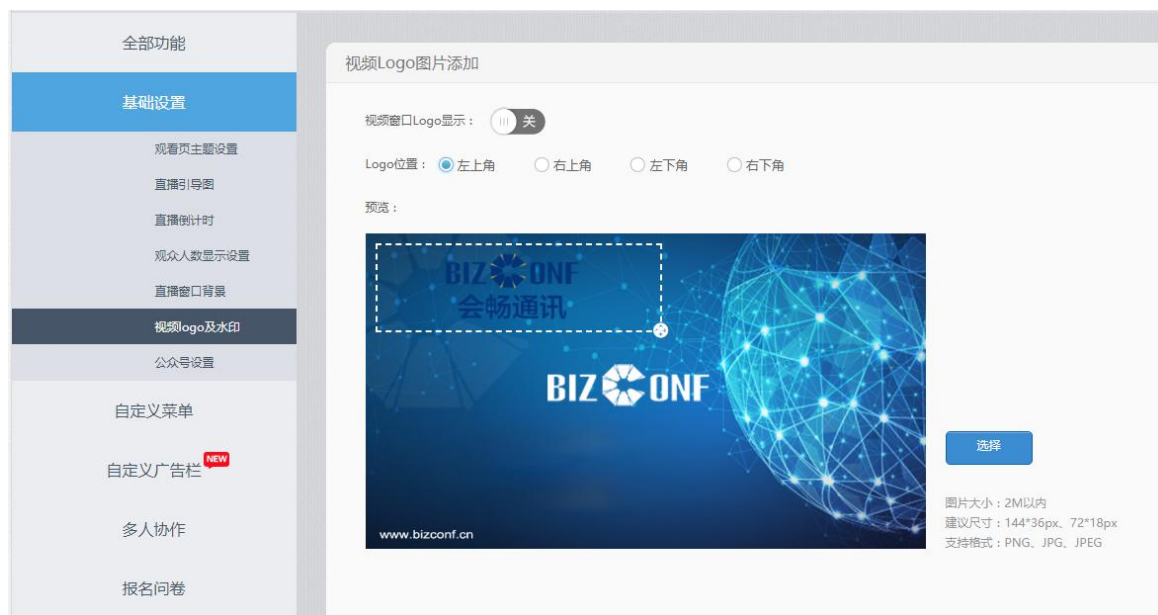 全部功能
基础设置
观看页主题设置
直播引导图
直播倒计时
观众人数显示设置
直播窗口背景
视频logo及水印
公众号设置
自定义菜单
自定义广告栏 NEW
多人协作
报名问卷
视频Logo图片添加
视频窗口Logo显示： 关
Logo位置： 左上角 右上角 左下角 右下角
预览：
BIZCONF
会畅通讯
BIZCONF
www.bizconf.cn
选择
图片大小：2M以内
建议尺寸：144*36px、72*18px
支持格式：PNG、JPG、JPEG